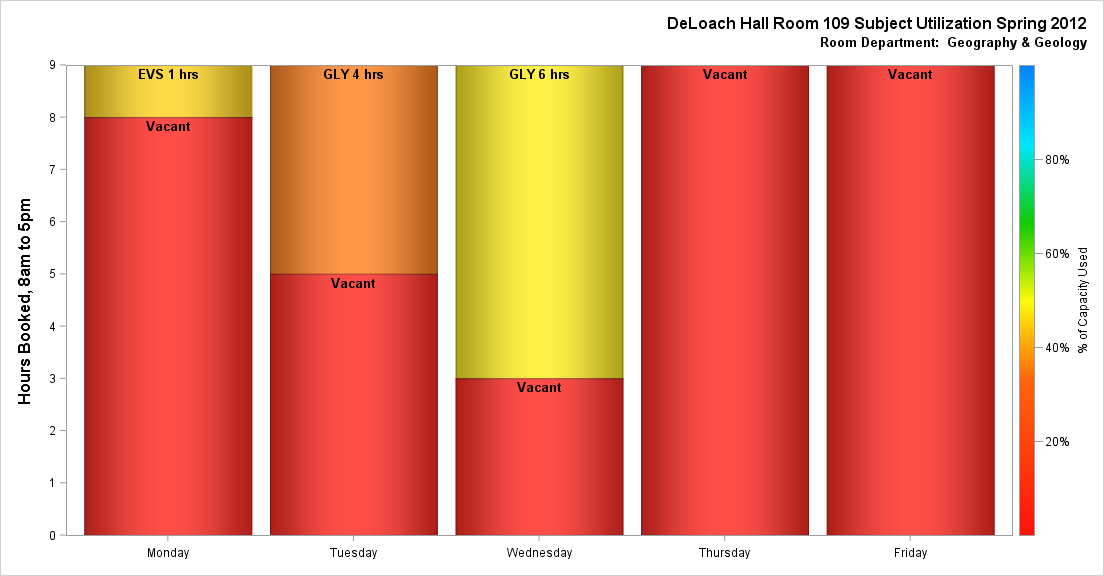 DeLoach Hall Room 109 Subject Utilization Spring 2012
Room Department: Geography & Geology
Hours Booked, 8am to 5pm
9
8
7
6
5
4
3
2
1
0
EVS 1 hrs
Vacant
GLY 4 hrs
Vacant
GLY 6 hrs
Vacant
Vacant
Vacant
Monday
Tuesday
Wednesday
Thursday
Friday
80%
60%
40%
20%
% of Capacity Used